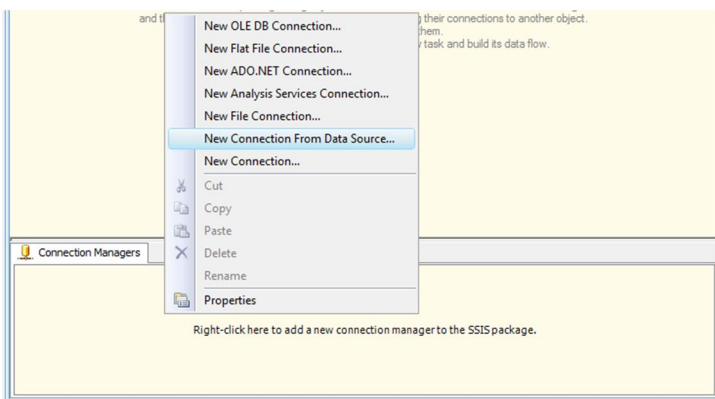 and th
New OLE DB Connection...
g their connections to another object.
New Flat File Connection...
them.
New ADO.NET Connection...
task and build its data flow.
New Analysis Services Connection...
New File Connection...
New Connection From Data Source...
New Connection...
Cut
Copy
Paste
Connection Managers
Delete
Rename
Properties
Right-click here to add a new connection manager to the SSIS package.